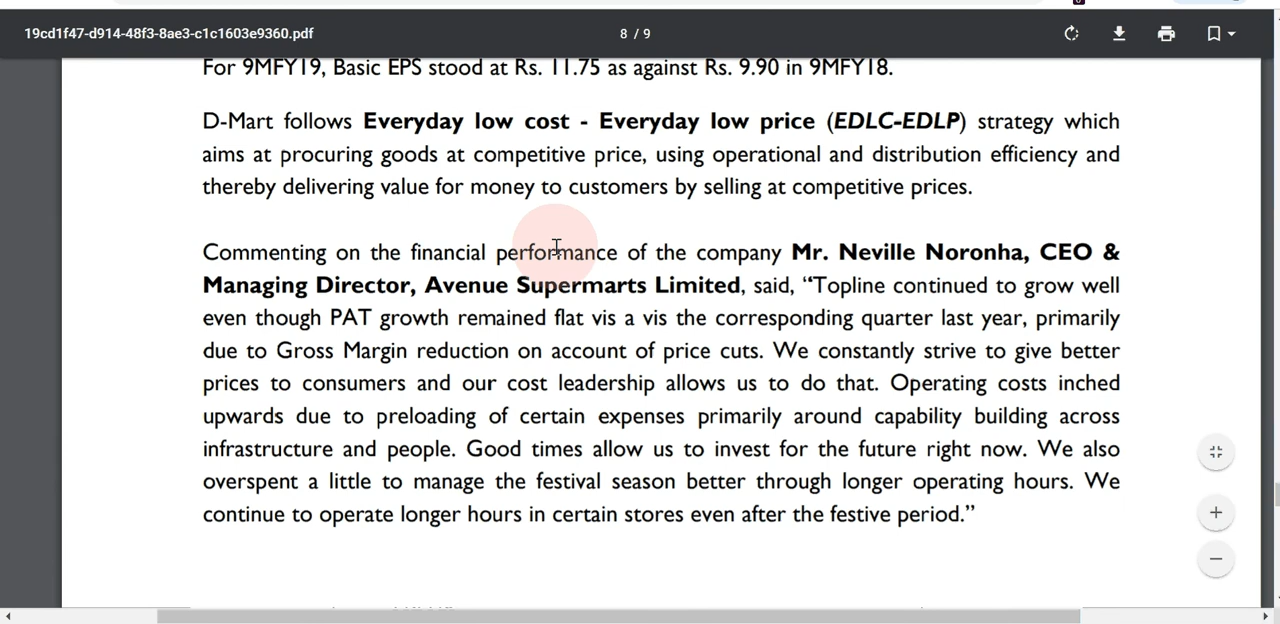 19cd1f47-d914-48f3-8ae3-c1c1603e9360.pdf
8 / 9
For 9MFY19, Basic EPS stood at Rs. 11.75 as against Rs. 9.90 in 9MFY18.
D-Mart follows Everyday low cost - Everyday low price (EDLC-EDLP) strategy which
aims at procuring goods at competitive price, using operational and distribution efficiency and
thereby delivering value for money to customers by selling at competitive prices.
Commenting on the financial performance of the company Mr. Neville Noronha, CEO &
Managing Director, Avenue Supermarts Limited, said, “Topline continued to grow well
even though PAT growth remained flat vis a vis the corresponding quarter last year, primarily
due to Gross Margin reduction on account of price cuts. We constantly strive to give better
prices to consumers and our cost leadership allows us to do that. Operating costs inched
upwards due to preloading of certain expenses primarily around capability building across
infrastructure and people. Good times allow us to invest for the future right now. We also
overspent a little to manage the festival season better through longer operating hours. We
continue to operate longer hours in certain stores even after the festive period.”